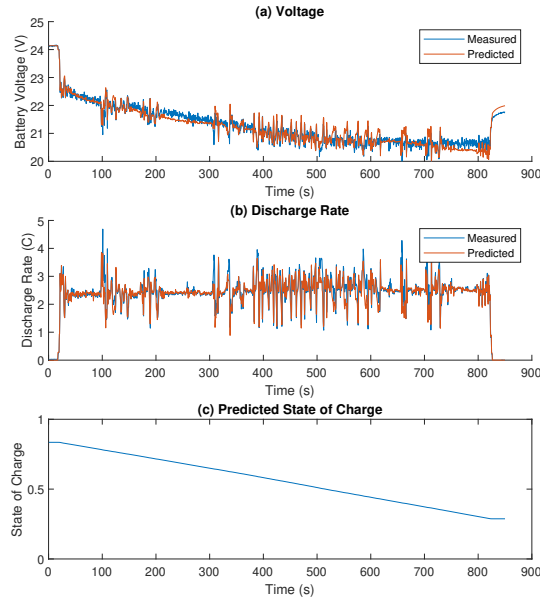 (a) Voltage
25
24
23
22
21
20
Battery Voltage (V)
Measured
Predicted
0 100 200 300 400 500 600 700 800 900
Time (s)
(b) Discharge Rate
5
4
3
2
1
0
Discharge Rate (C)
Measured
Predicted
0 100 200 300 400 500 600 700 800 900
Time (s)
(c) Predicted State of Charge
1
0.5
0
State of Charge
0 100 200 300 400 500 600 700 800 900
Time (s)